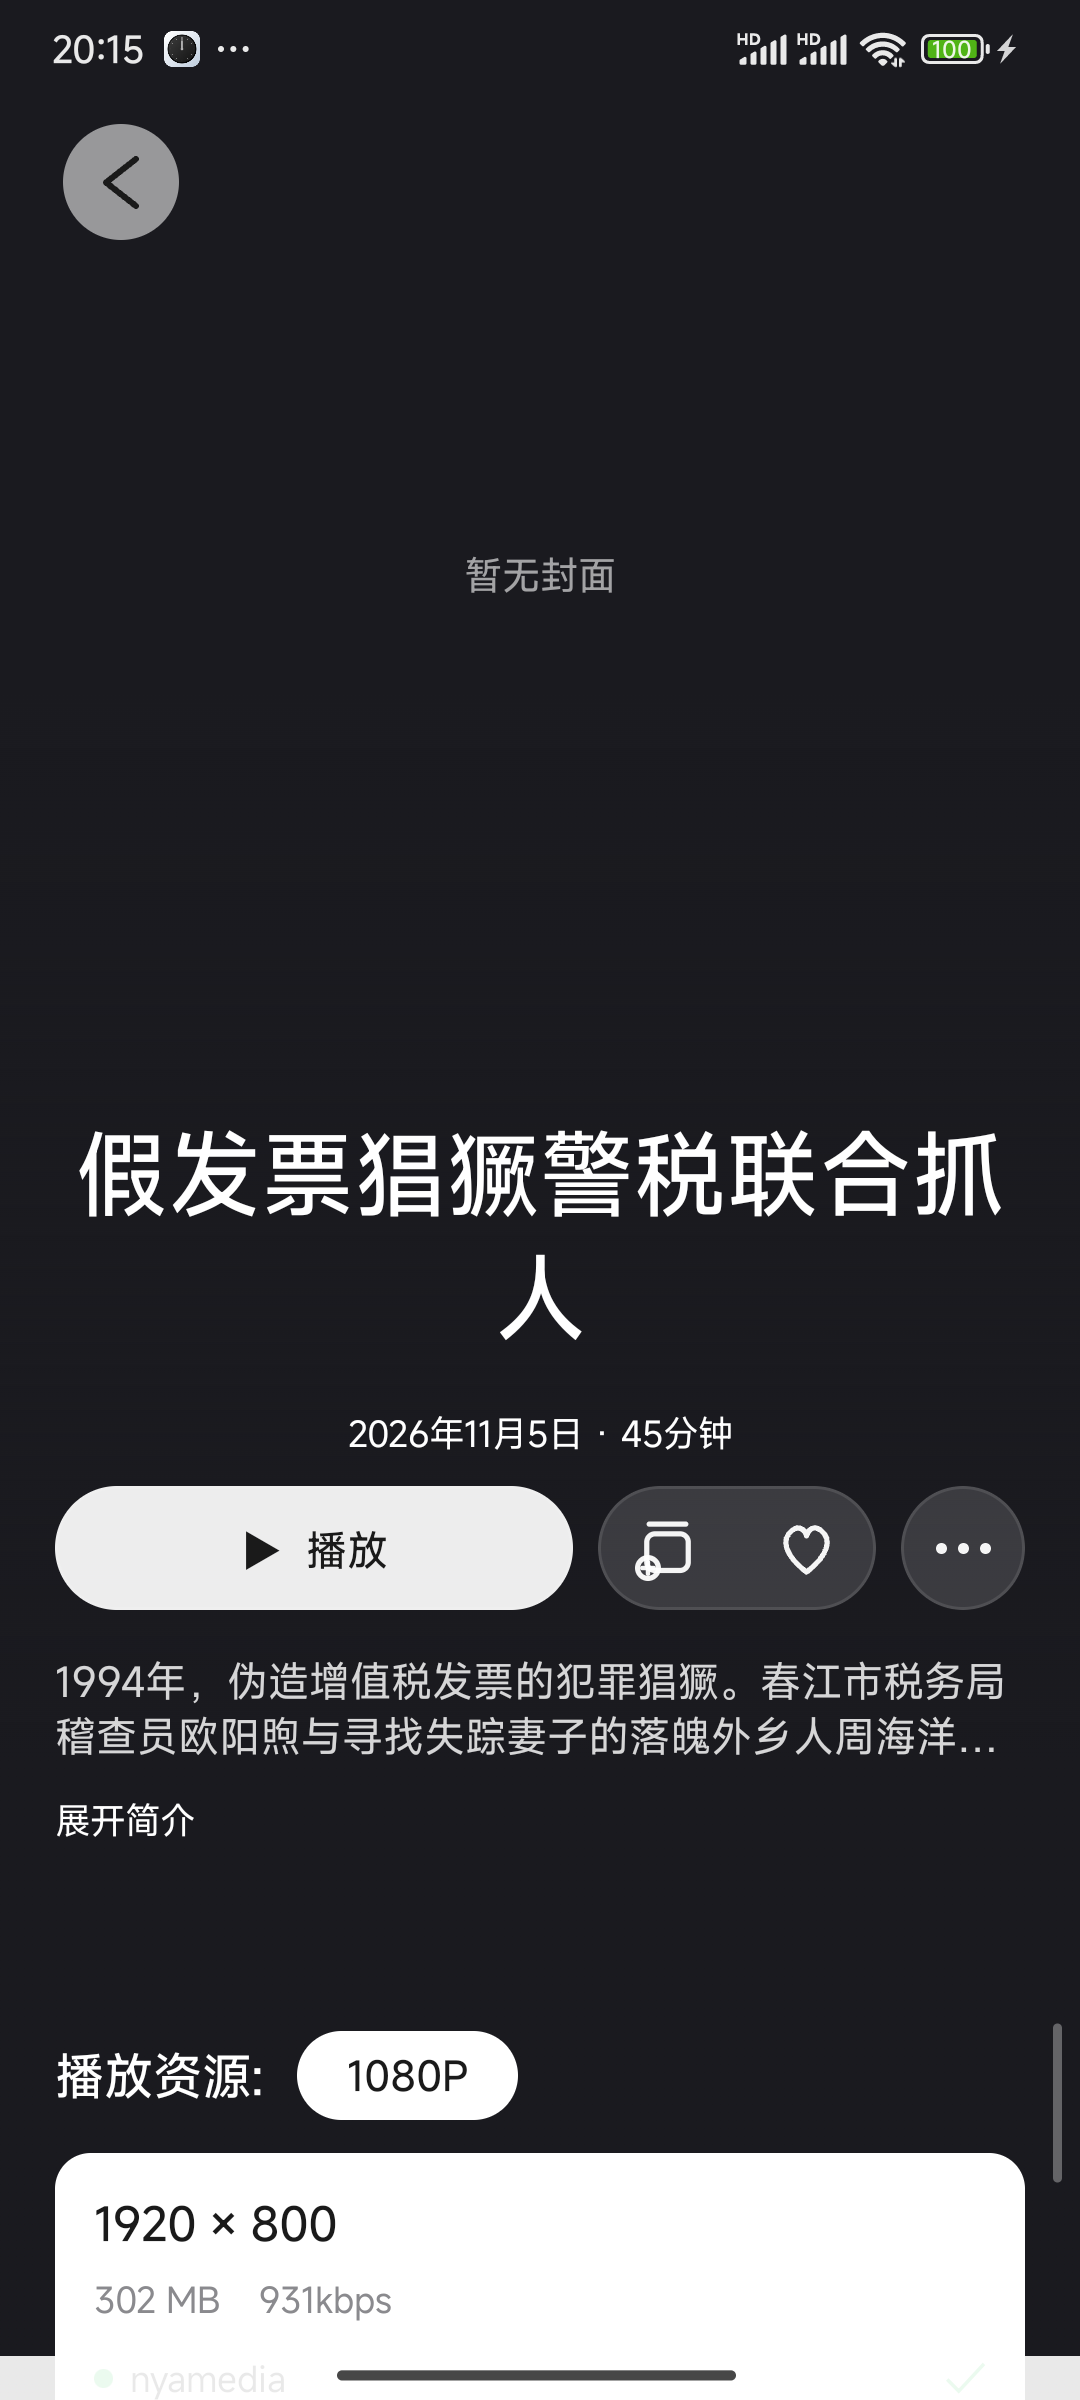 20:15
HD HD 100
暂无封面
假发票猖獗警税联合抓
人
2026年11月5日 · 45分钟
播放
1994年，伪造增值税发票的犯罪猖獗。春江市税务局
稽查员欧阳煦与寻找失踪妻子的落魄外乡人周海洋...
展开简介
播放资源: 1080P
1920 × 800
302 MB 931kbps
nyamedia